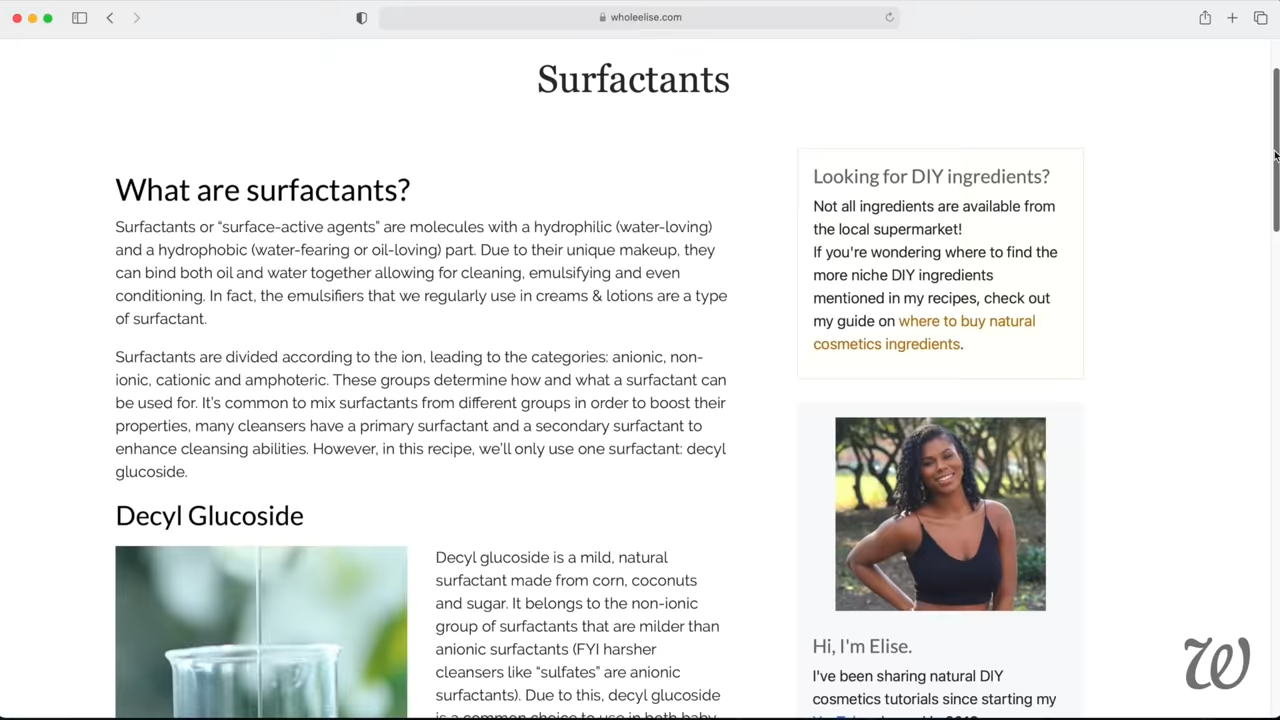 wholeelise.com
Surfactants
What are surfactants?
Surfactants or “surface-active agents” are molecules with a hydrophilic (water-loving)
and a hydrophobic (water-fearing or oil-loving) part. Due to their unique makeup, they
can bind both oil and water together allowing for cleaning, emulsifying and even
conditioning. In fact, the emulsifiers that we regularly use in creams & lotions are a type
of surfactant.
Surfactants are divided according to the ion, leading to the categories: anionic, non-
ionic, cationic and amphoteric. These groups determine how and what a surfactant can
be used for. It’s common to mix surfactants from different groups in order to boost their
properties, many cleansers have a primary surfactant and a secondary surfactant to
enhance cleansing abilities. However, in this recipe, we’ll only use one surfactant: decyl
glucoside.
Decyl Glucoside
Decyl glucoside is a mild, natural
surfactant made from corn, coconuts
and sugar. It belongs to the non-ionic
group of surfactants that are milder than
anionic surfactants (FYI harsher
cleansers like “sulfates” are anionic
surfactants). Due to this, decyl glucoside
is a common choice to use in both baby
Looking for DIY ingredients?
Not all ingredients are available from
the local supermarket!
If you're wondering where to find the
more niche DIY ingredients
mentioned in my recipes, check out
my guide on where to buy natural
cosmetics ingredients.
Hi, I'm Elise.
I've been sharing natural DIY
cosmetics tutorials since starting my
W